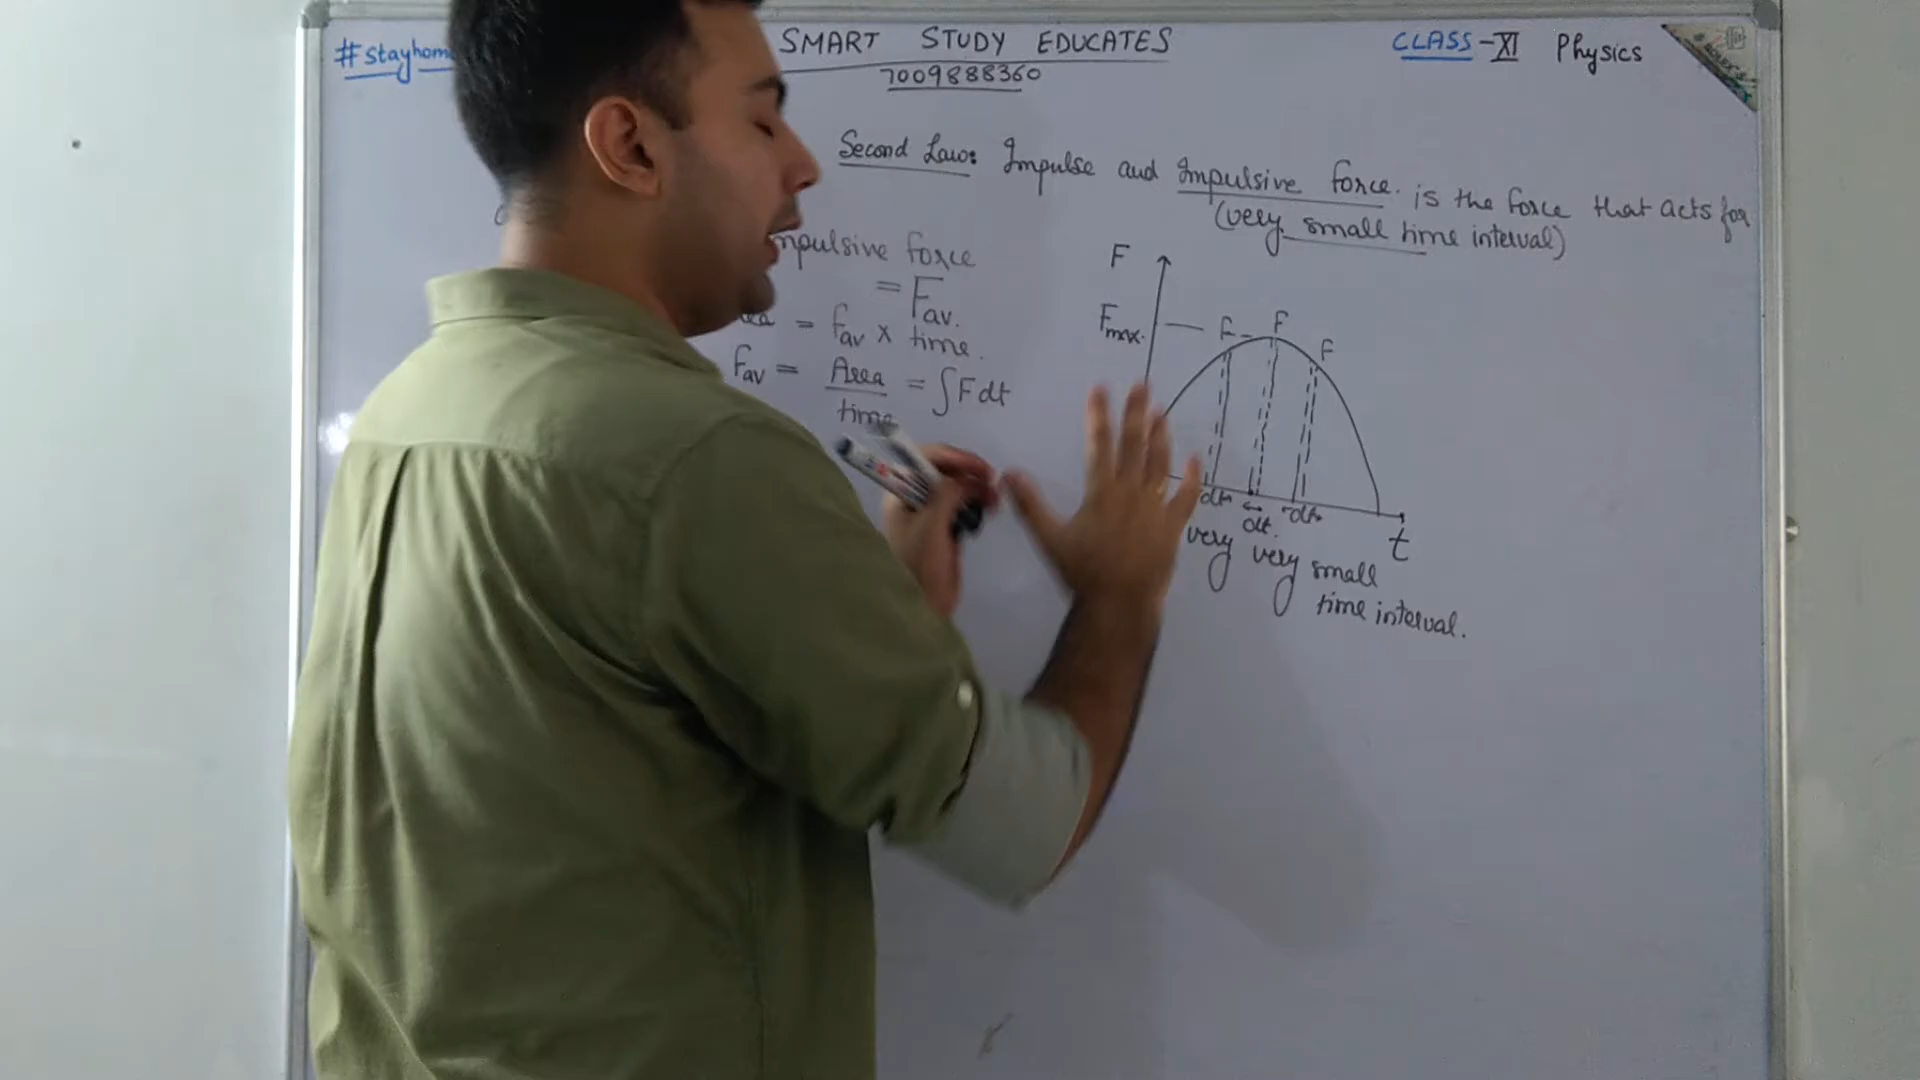 #stayhom
SMART STUDY EDUCATES
7009888360
CLASS-XI Physics
Second Law: Impulse and Impulsive force. is the force that acts for
(very small time interval)
mpulsive force
= Fav.
= fav x time.
Fav = Area/time = ∫F dt
F
Fmax.
F
F
F
dt
dt.
dt
t
very very small
time interval.